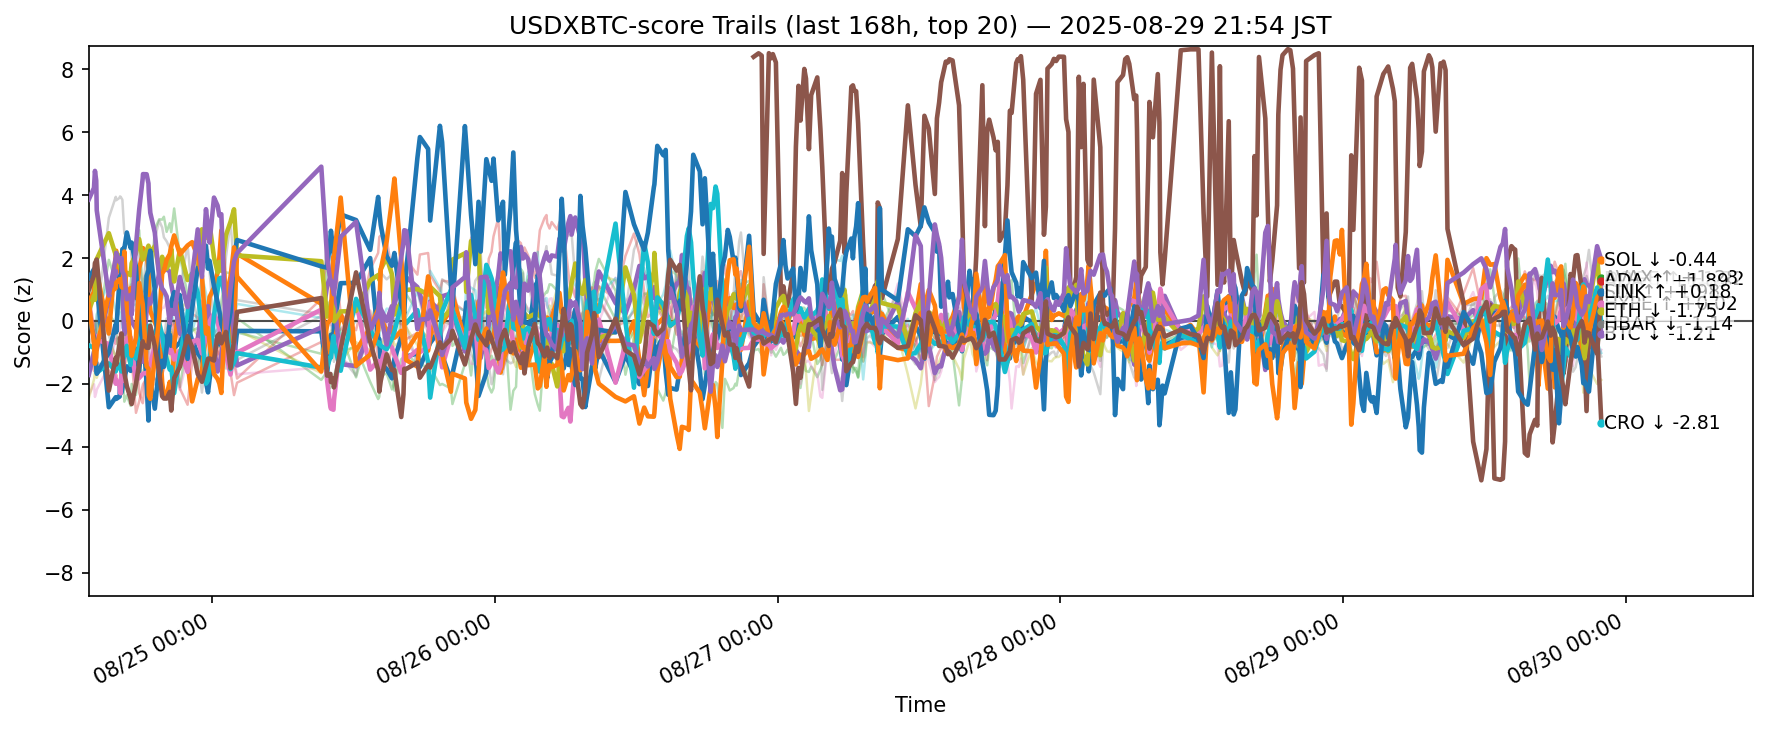 USDXBTC-score Trails (last 168h, top 20) — 2025-08-29 21:54 JST
Score (z)
8
6
4
2
0
−2
−4
−6
−8
SOL ↓ -0.44
LINK ↑ +0.18
ETH ↓ -1.75
HBAR ↓ -1.14
BTC ↓ -1.21
CRO ↓ -2.81
08/25 00:00
08/26 00:00
08/27 00:00
08/28 00:00
08/29 00:00
08/30 00:00
Time